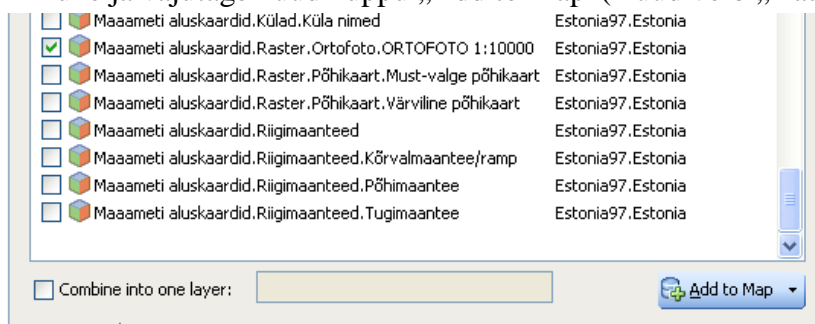 Maaameti aluskaardid.Külad.Küla nimed Estonia97.Estonia
Maaameti aluskaardid.Raster.Ortofoto.ORTOFOTO 1:10000 Estonia97.Estonia
Maaameti aluskaardid.Raster.Põhikaart.Must-valge põhikaart Estonia97.Estonia
Maaameti aluskaardid.Raster.Põhikaart.Värviline põhikaart Estonia97.Estonia
Maaameti aluskaardid.Riigimaanteed Estonia97.Estonia
Maaameti aluskaardid.Riigimaanteed.Kõrvalmaantee/ramp Estonia97.Estonia
Maaameti aluskaardid.Riigimaanteed.Põhimaantee Estonia97.Estonia
Maaameti aluskaardid.Riigimaanteed.Tugimaantee Estonia97.Estonia
Combine into one layer: Add to Map